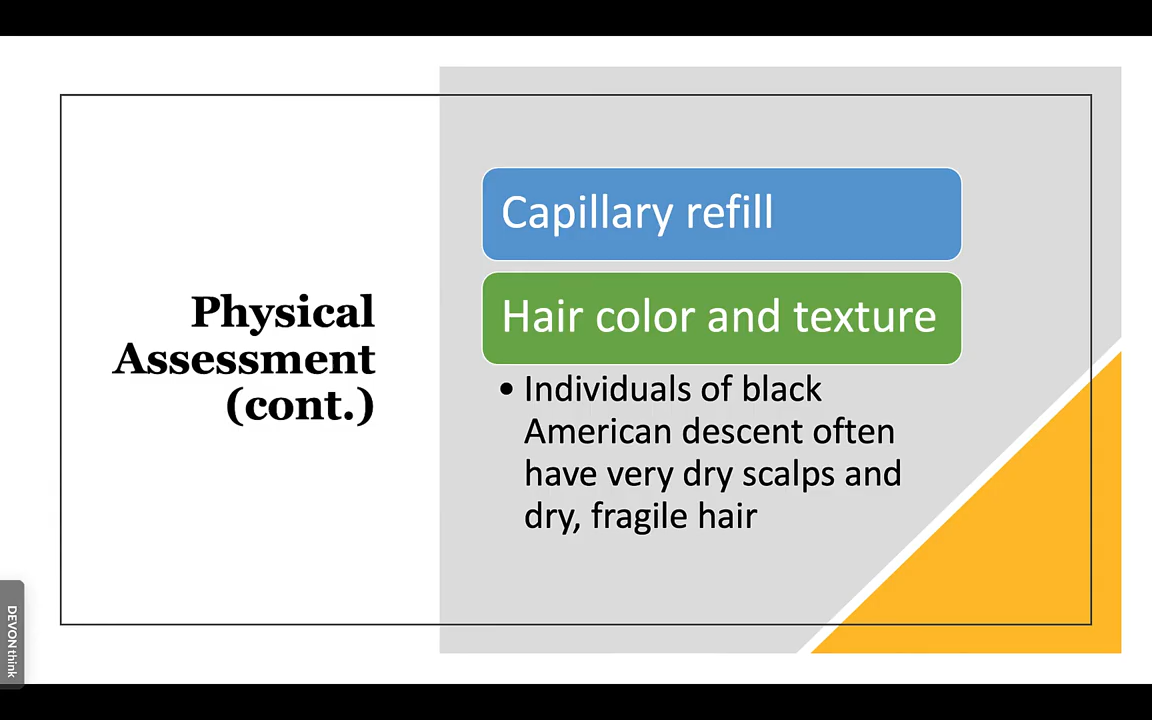 Physical
Assessment
(cont.)
Capillary refill
Hair color and texture
• Individuals of black
American descent often
have very dry scalps and
dry, fragile hair
DEVONthink